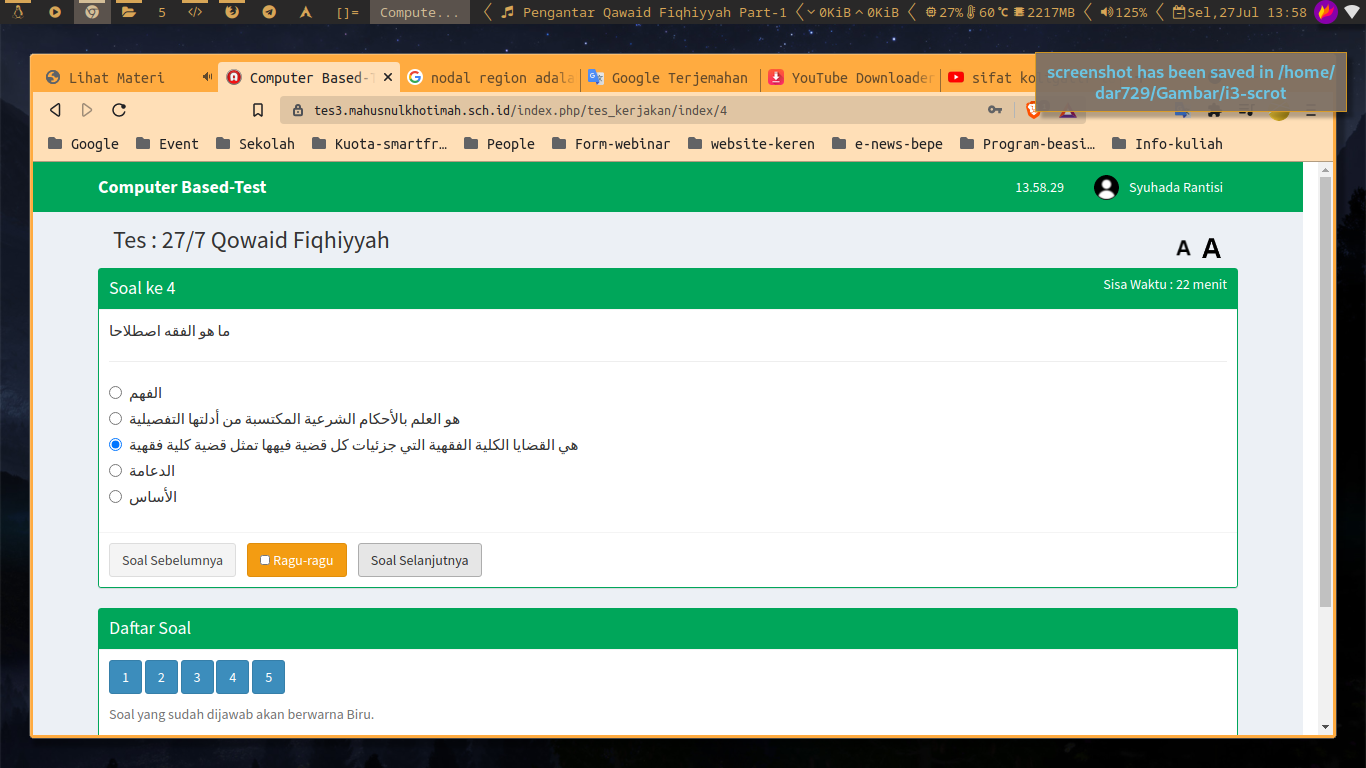 5 </> []= Compute... Pengantar Qawaid Fiqhiyyah Part-1 0KiB 0KiB 27% 60℃ 2217MB 125% Sel,27Jul 13:58
screenshot has been saved in /home/
dar729/Gambar/i3-scrot
Lihat Materi Computer Based-T nodal region adala Google Terjemahan YouTube Downloader sifat ko
tes3.mahusnulkhotimah.sch.id/index.php/tes_kerjakan/index/4
Google Event Sekolah Kuota-smartfr… People Form-webinar website-keren e-news-bepe Program-beasi… Info-kuliah
Computer Based-Test 13.58.29 Syuhada Rantisi
Tes : 27/7 Qowaid Fiqhiyyah A A
Soal ke 4 Sisa Waktu : 22 menit
ما هو الفقه اصطلاحا
الفهم
هو العلم بالأحكام الشرعية المكتسبة من أدلتها التفصيلية
هي القضايا الكلية الفقهية التي جزئيات كل قضية فيهها تمثل قضية كلية فقهية
الدعامة
الأساس
Soal Sebelumnya Ragu-ragu Soal Selanjutnya
Daftar Soal
1 2 3 4 5
Soal yang sudah dijawab akan berwarna Biru.